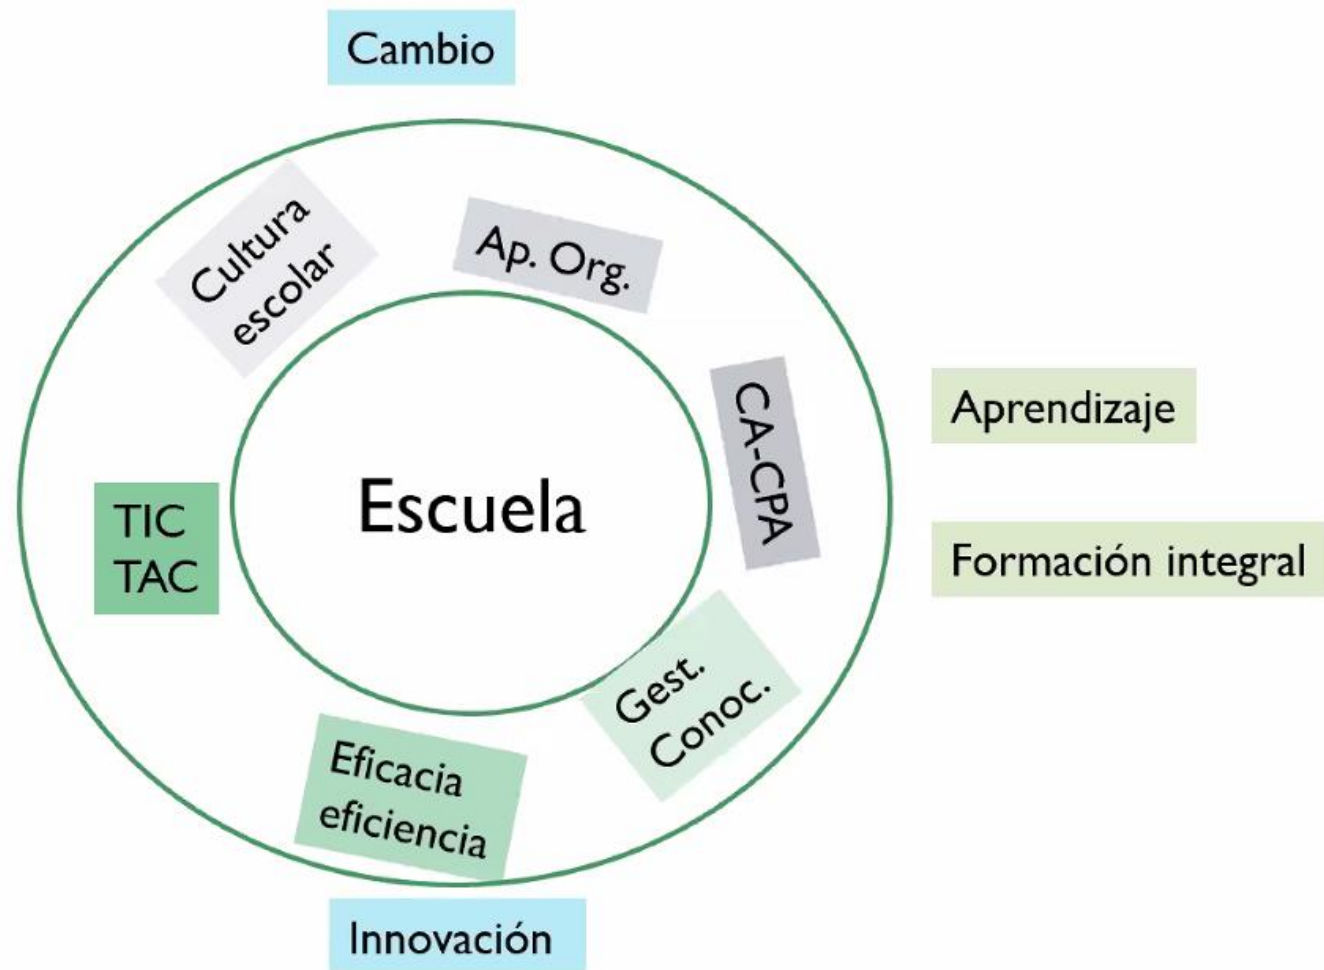 Cambio
Cultura
escolar
Ap. Org.
CA-CPA
Aprendizaje
Escuela
TIC
TAC
Formación integral
Gest.
Conoc.
Eficacia
eficiencia
Innovación